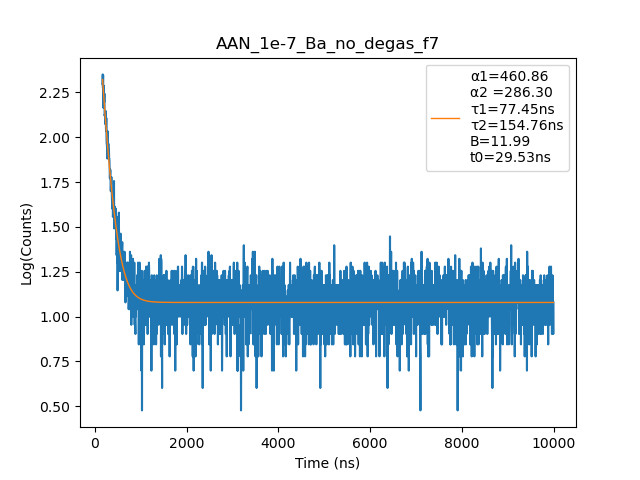 AAN_1e-7_Ba_no_degas_f7
α1=460.86
α2 =286.30
τ1=77.45ns
τ2=154.76ns
B=11.99
t0=29.53ns
Log(Counts)
2.25
2.00
1.75
1.50
1.25
1.00
0.75
0.50
0 2000 4000 6000 8000 10000
Time (ns)